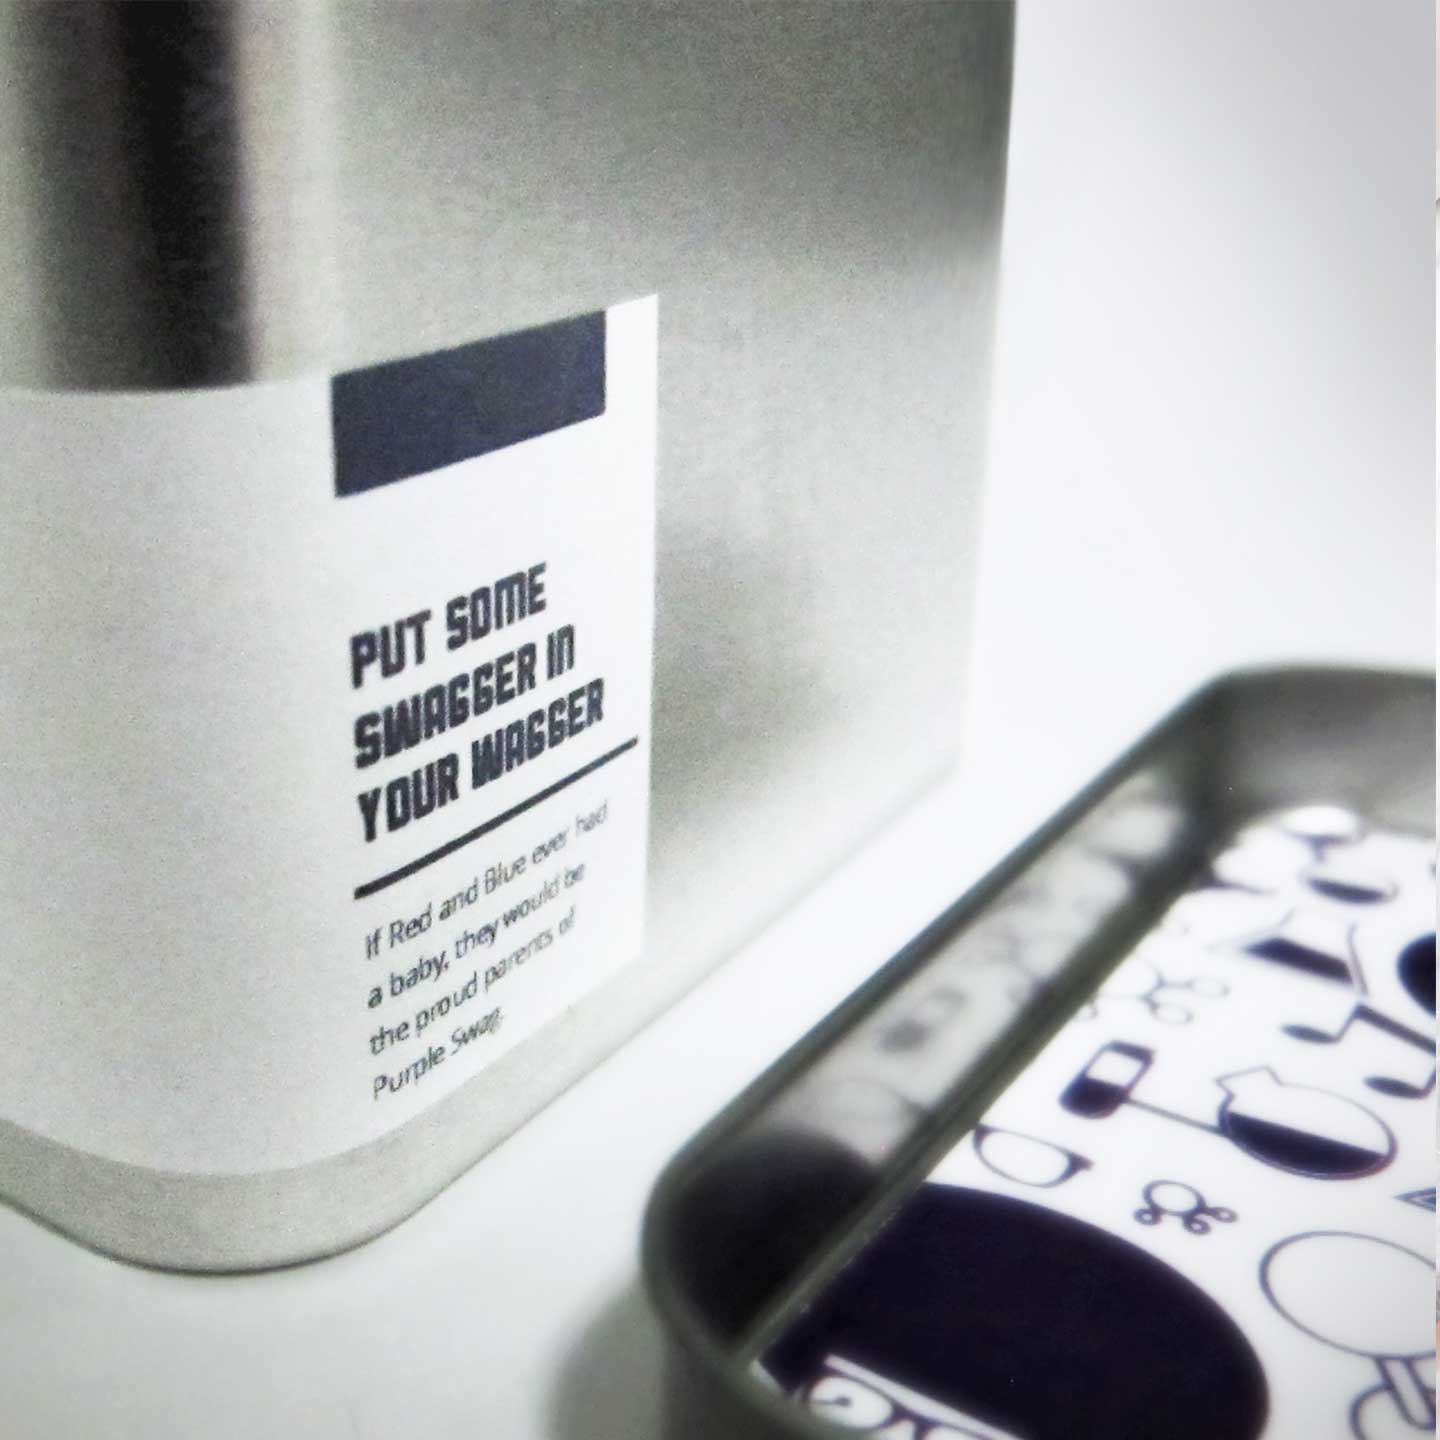 PUT SOME
SWAGGER IN
YOUR WAGGER
If Red and Blue ever had
a baby, they would be
the proud parents of
Purple Swag.